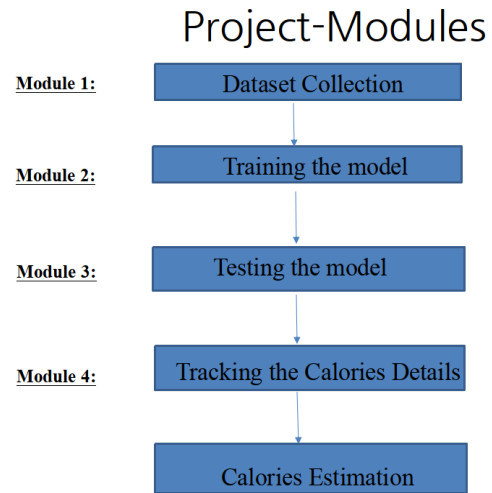 Project-Modules
Module 1:
Dataset Collection
Module 2:
Training the model
Module 3:
Testing the model
Module 4:
Tracking the Calories Details
Calories Estimation